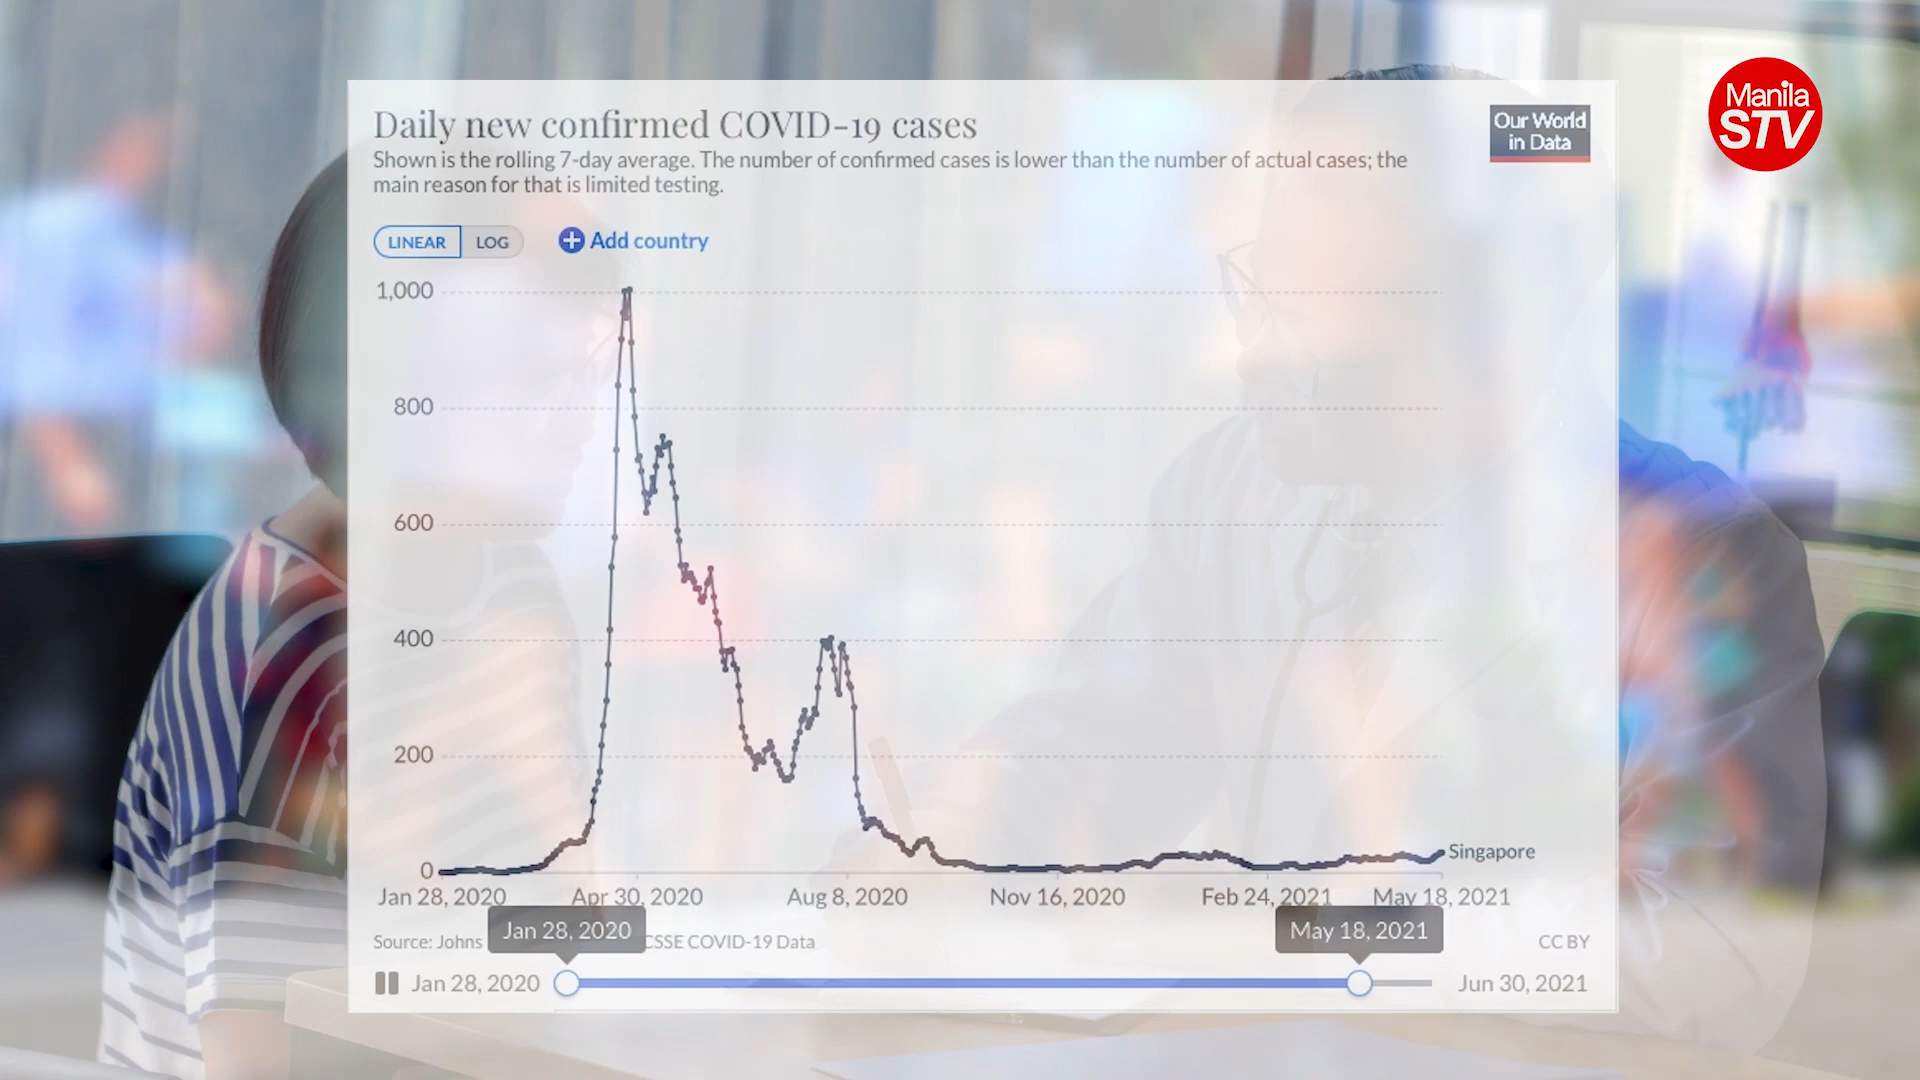 Manila
STV
Daily new confirmed COVID-19 cases
Shown is the rolling 7-day average. The number of confirmed cases is lower than the number of actual cases; the
main reason for that is limited testing.
Our World
in Data
LINEAR LOG
Add country
1,000
800
600
400
200
0
Singapore
Jan 28, 2020 Apr 30, 2020 Aug 8, 2020 Nov 16, 2020 Feb 24, 2021 May 18, 2021
Jan 28, 2020 May 18, 2021
Source: Johns CSSE COVID-19 Data CC BY
Jan 28, 2020 Jun 30, 2021